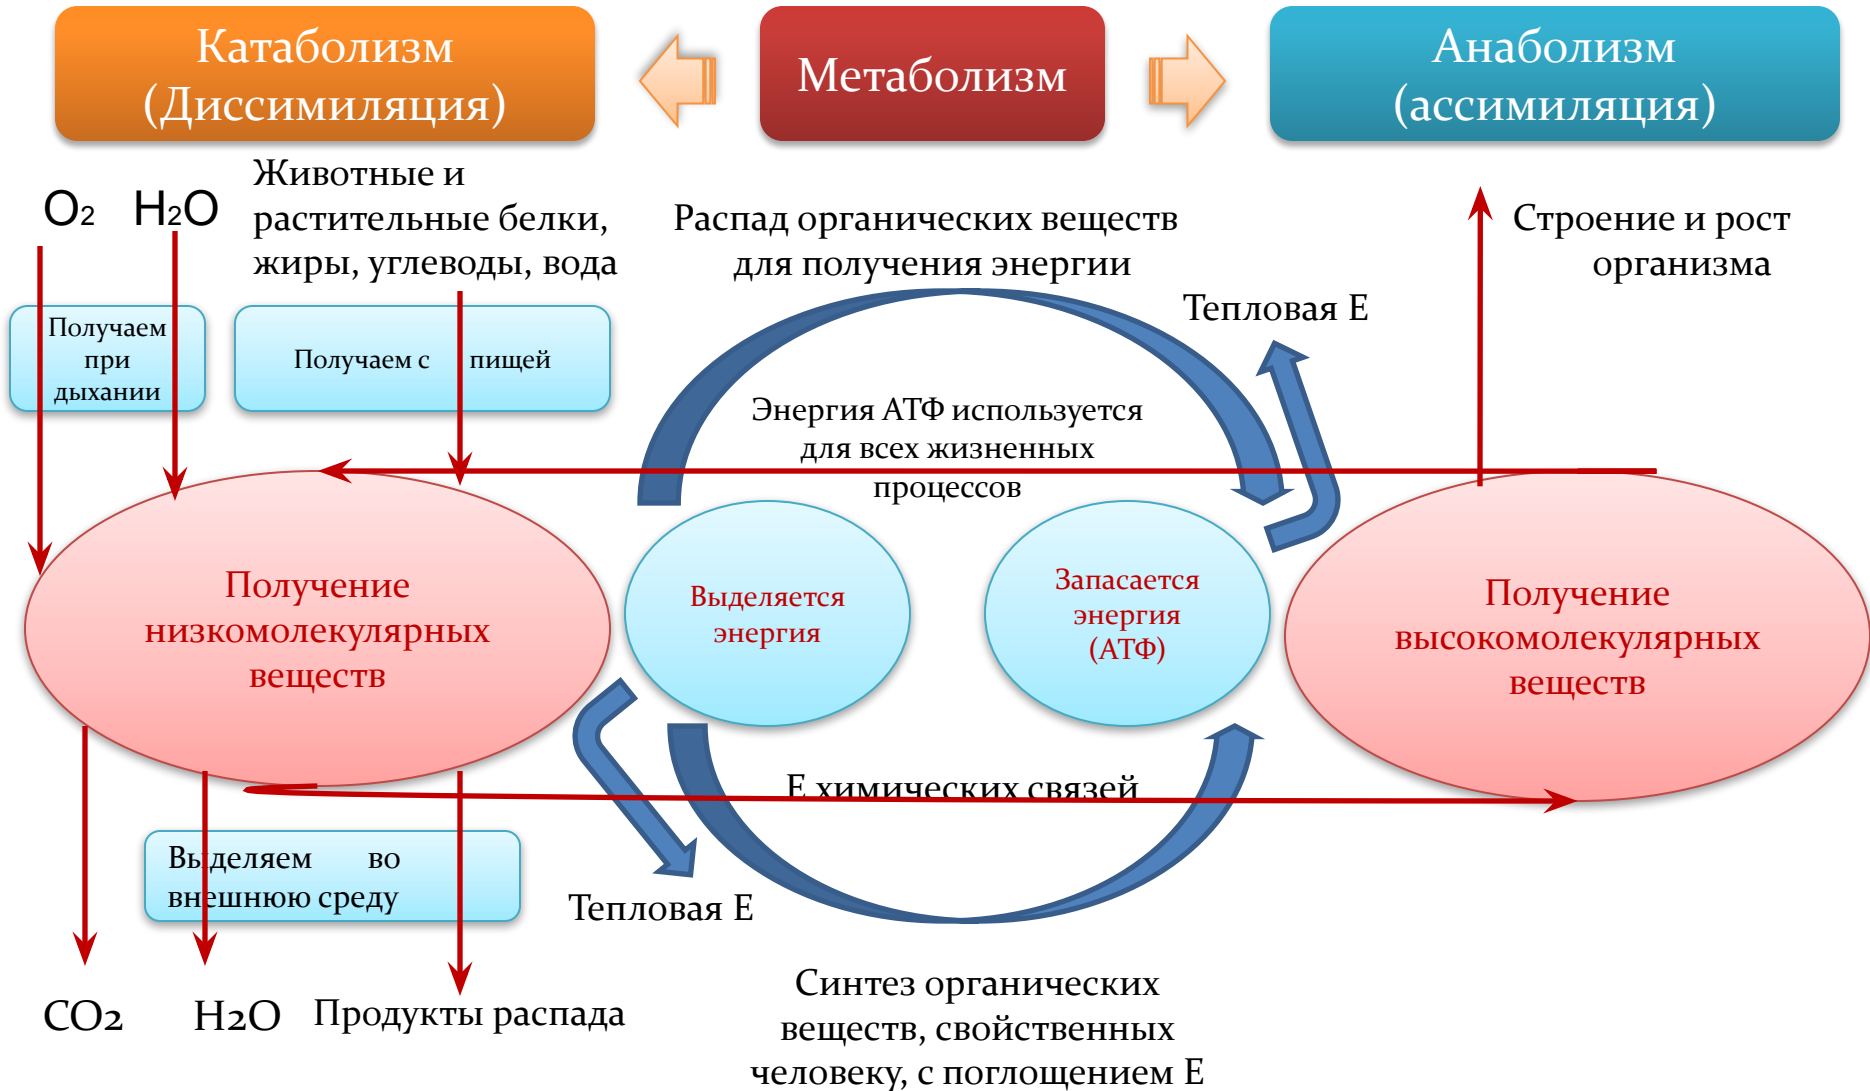 Катаболизм
(Диссимиляция)
Метаболизм
Анаболизм
(ассимиляция)
O2 H2O
Животные и
растительные белки,
жиры, углеводы, вода
Распад органических веществ
для получения энергии
Строение и рост
организма
Тепловая Е
Получаем
при
дыхании
Получаем с пищей
Энергия АТФ используется
для всех жизненных
процессов
Получение
низкомолекулярных
веществ
Выделяется
энергия
Запасается
энергия
(АТФ)
Получение
высокомолекулярных
веществ
Е химических связей
Выделяем во
внешнюю среду
Тепловая Е
CO2 H2O Продукты распада
Синтез органических
веществ, свойственных
человеку, с поглощением Е